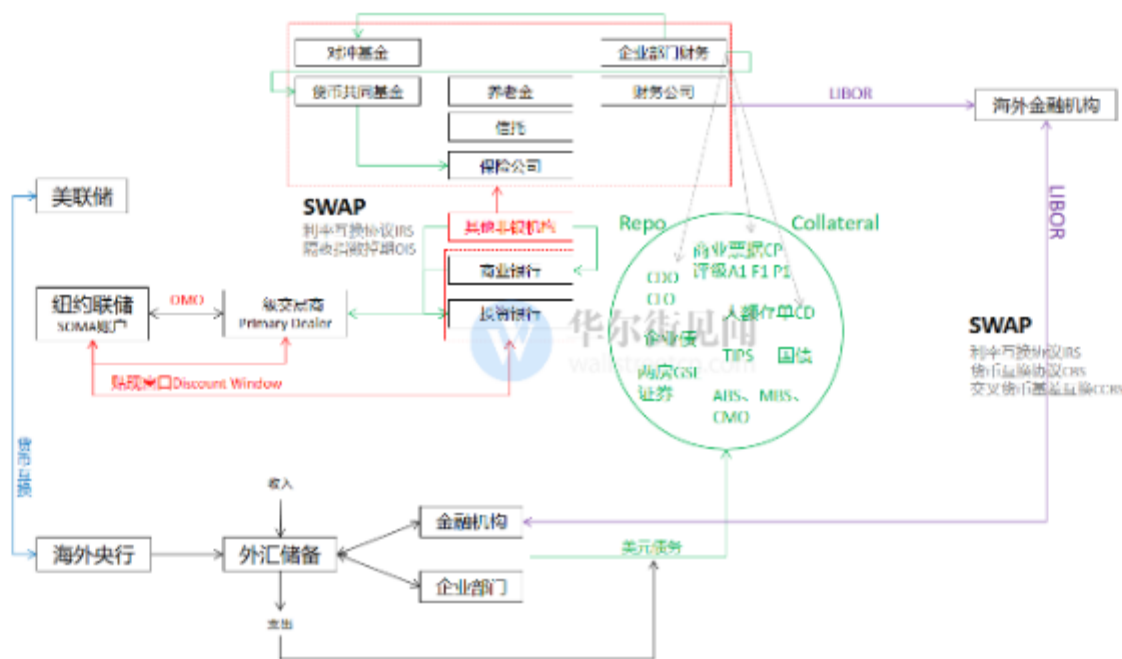 对冲基金
企业部门财务
货币共同基金
养老金
财务公司
LIBOR
海外金融机构
信托
保险公司
美联储
SWAP
利率互换协议IRS
隔夜指数掉期OIS
其他非银机构
商业银行
投资银行
纽约联储
SOMA账户
OMO
一级交易商
Primary Dealer
贴现窗口Discount Window
Repo
Collateral
商业票据CP
评级A1 F1 P1
CDO
CLO
大额存单CD
企业债
TIPS
国债
两房GSE
证券
ABS、MBS、
CMO
华尔街见闻
wallstreetcn.com
LIBOR
SWAP
利率互换协议IRS
货币互换协议CRS
交叉货币基差互换CCBS
货币互换
收入
金融机构
海外央行
外汇储备
美元债务
企业部门
支出